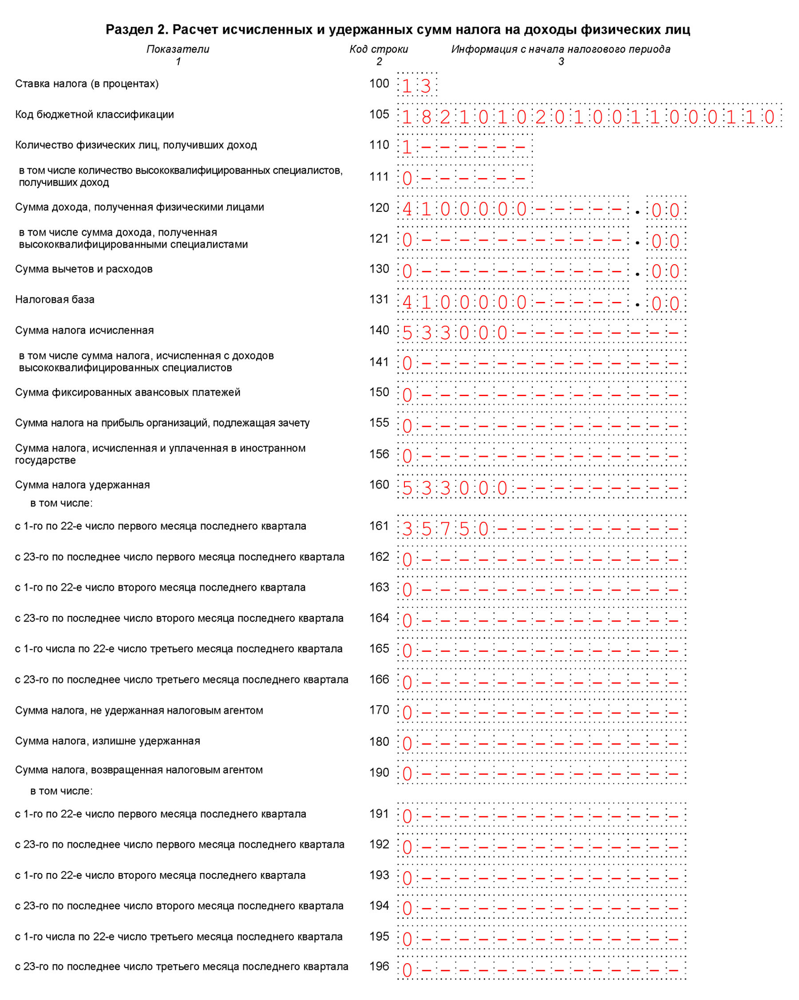 Раздел 2. Расчет исчисленных и удержанных сумм налога на доходы физических лиц
Показатели Код строки Информация с начала налогового периода
1 2 3
Ставка налога (в процентах) 100 13
Код бюджетной классификации 105 18210102010011000110
Количество физических лиц, получивших доход 110 1------
в том числе количество высококвалифицированных специалистов,
получивших доход 111 0------
Сумма дохода, полученная физическими лицами 120 4100000-----.00
в том числе сумма дохода, полученная
высококвалифицированными специалистами 121 0-----------.00
Сумма вычетов и расходов 130 0-----------.00
Налоговая база 131 4100000-----.00
Сумма налога исчисленная 140 533000---------
в том числе сумма налога, исчисленная с доходов
высококвалифицированных специалистов 141 0--------------
Сумма фиксированных авансовых платежей 150 0--------------
Сумма налога на прибыль организаций, подлежащая зачету 155 0--------------
Сумма налога, исчисленная и уплаченная в иностранном
государстве 156 0--------------
Сумма налога удержанная 160 533000---------
в том числе:
с 1-го по 22-е число первого месяца последнего квартала 161 35750----------
с 23-го по последнее число первого месяца последнего квартала 162 0--------------
с 1-го по 22-е число второго месяца последнего квартала 163 0--------------
с 23-го по последнее число второго месяца последнего квартала 164 0--------------
с 1-го числа по 22-е число третьего месяца последнего квартала 165 0--------------
с 23-го по последнее число третьего месяца последнего квартала 166 0--------------
Сумма налога, не удержанная налоговым агентом 170 0--------------
Сумма налога, излишне удержанная 180 0--------------
Сумма налога, возвращенная налоговым агентом 190 0--------------
в том числе:
с 1-го по 22-е число первого месяца последнего квартала 191 0--------------
с 23-го по последнее число первого месяца последнего квартала 192 0--------------
с 1-го по 22-е число второго месяца последнего квартала 193 0--------------
с 23-го по последнее число второго месяца последнего квартала 194 0--------------
с 1-го числа по 22-е число третьего месяца последнего квартала 195 0--------------
с 23-го по последнее число третьего месяца последнего квартала 196 0--------------